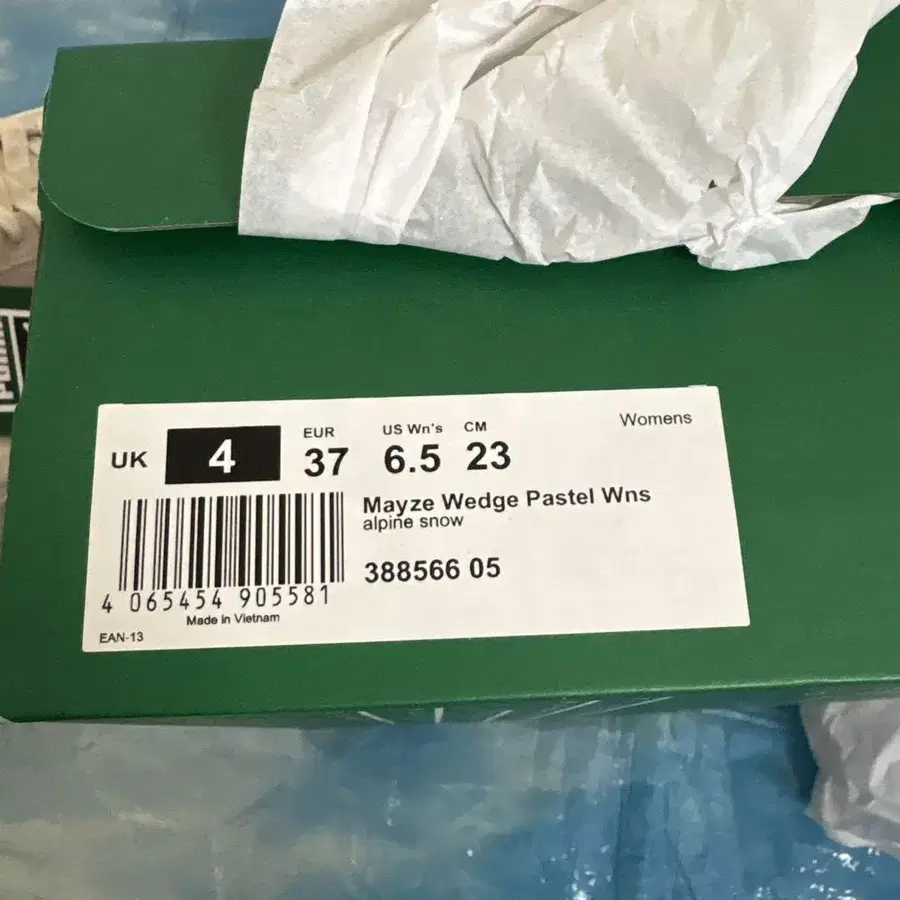 Womens
UK 4 EUR 37 US Wn's 6.5 CM 23
Mayze Wedge Pastel Wns
alpine snow
388566 05
4 065454 905581
Made in Vietnam
EAN-13
PUMA